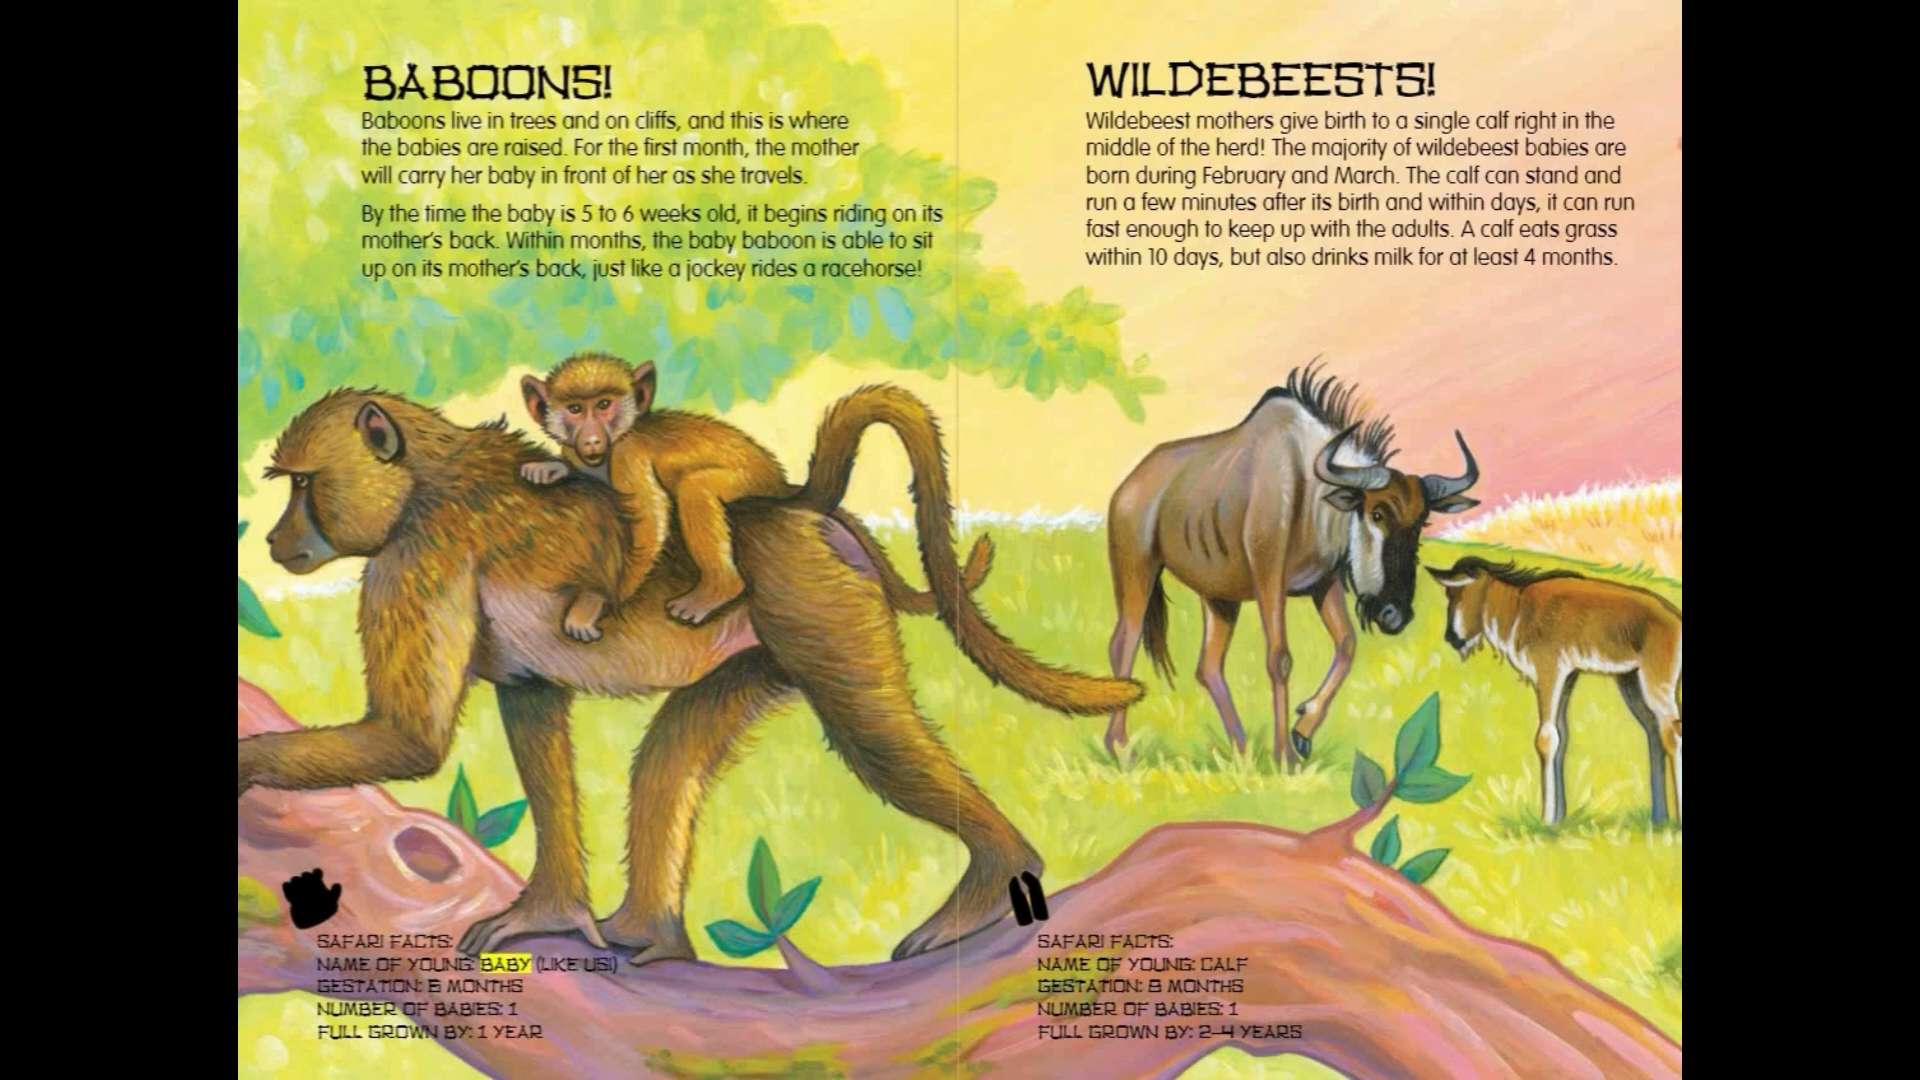 BABOONS!
Baboons live in trees and on cliffs, and this is where
the babies are raised. For the first month, the mother
will carry her baby in front of her as she travels.
By the time the baby is 5 to 6 weeks old, it begins riding on its
mother's back. Within months, the baby baboon is able to sit
up on its mother's back, just like a jockey rides a racehorse!
SAFARI FACTS:
NAME OF YOUNG: BABY (LIKE US!)
GESTATION: 6 MONTHS
NUMBER OF BABIES: 1
FULL GROWN BY: 1 YEAR
WILDEBEESTS!
Wildebeest mothers give birth to a single calf right in the
middle of the herd! The majority of wildebeest babies are
born during February and March. The calf can stand and
run a few minutes after its birth and within days, it can run
fast enough to keep up with the adults. A calf eats grass
within 10 days, but also drinks milk for at least 4 months.
SAFARI FACTS:
NAME OF YOUNG: CALF
GESTATION: 8 MONTHS
NUMBER OF BABIES: 1
FULL GROWN BY: 2–4 YEARS